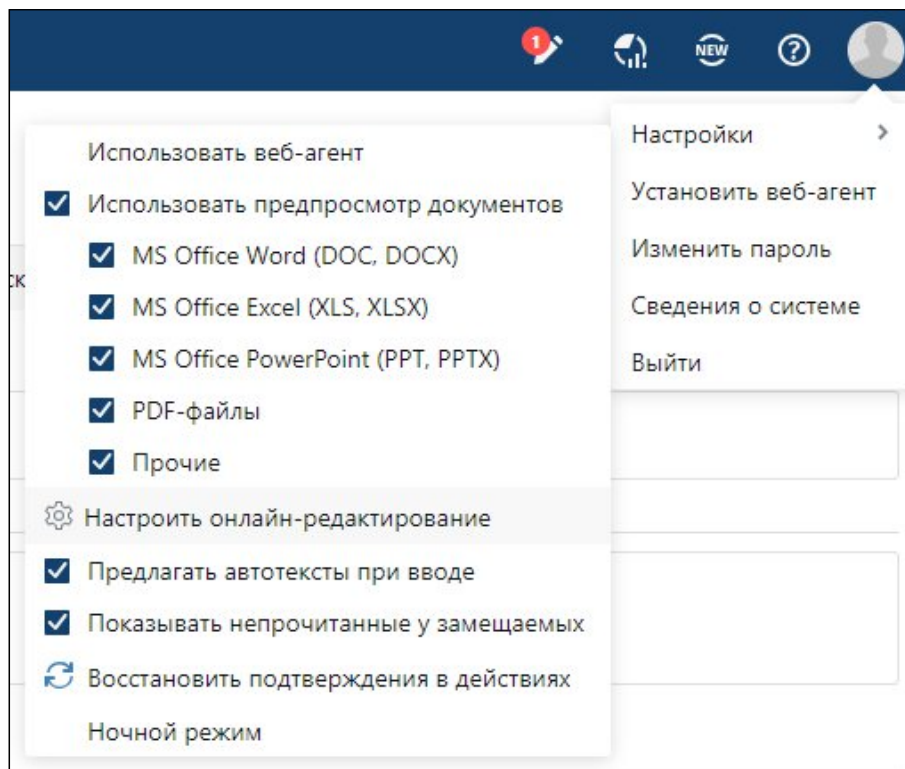 1
NEW
?
Настройки
Установить веб-агент
Изменить пароль
Сведения о системе
Выйти
Использовать веб-агент
Использовать предпросмотр документов
MS Office Word (DOC, DOCX)
MS Office Excel (XLS, XLSX)
MS Office PowerPoint (PPT, PPTX)
PDF-файлы
Прочие
Настроить онлайн-редактирование
Предлагать автотексты при вводе
Показывать непрочитанные у замещаемых
Восстановить подтверждения в действиях
Ночной режим
ск